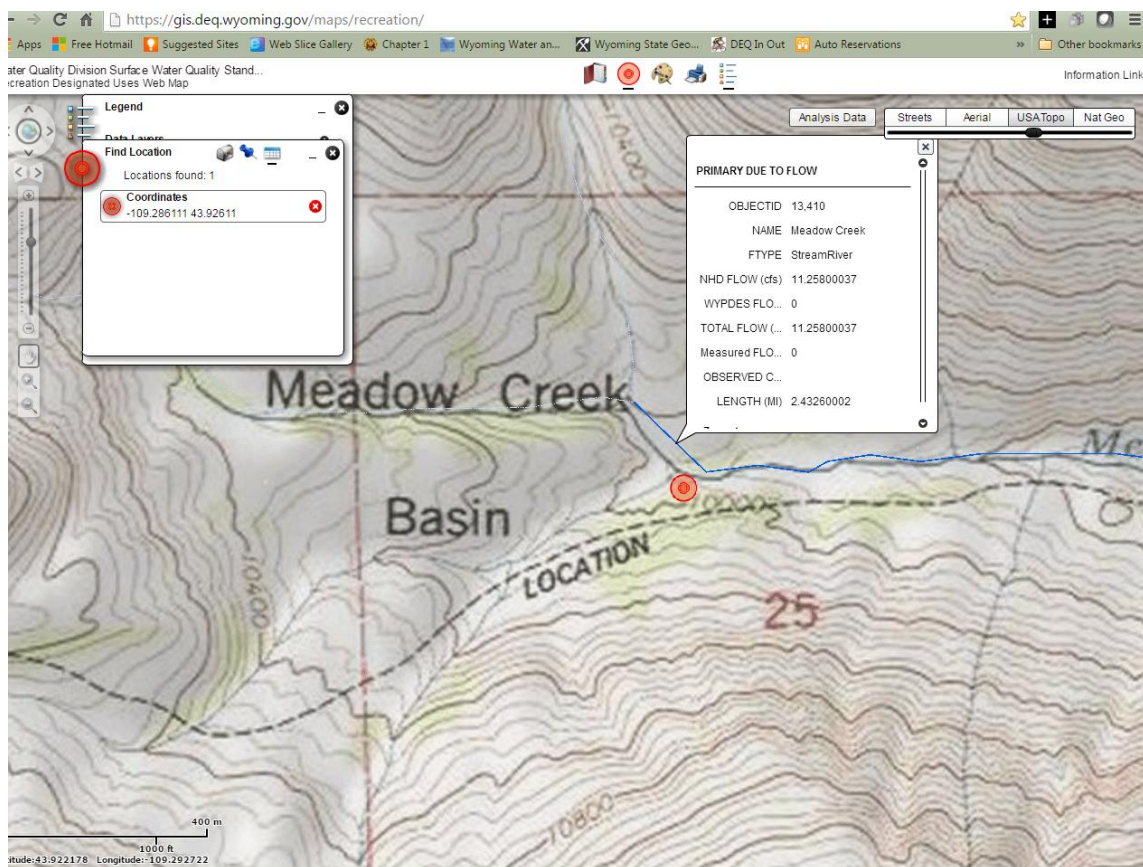 https://gis.deq.wyoming.gov/maps/recreation/
Apps Free Hotmail Suggested Sites Web Slice Gallery Chapter 1 Wyoming Water an... Wyoming State Geo... DEQ In Out Auto Reservations » Other bookmarks
ater Quality Division Surface Water Quality Stand...
ecreation Designated Uses Web Map
Information Link
Legend
Data Layers
Find Location
Locations found: 1
Coordinates
-109.286111 43.92611
Analysis Data Streets Aerial USA Topo Nat Geo
PRIMARY DUE TO FLOW
OBJECTID 13,410
NAME Meadow Creek
FTYPE StreamRiver
NHD FLOW (cfs) 11.25800037
WYPDES FLO... 0
TOTAL FLOW (... 11.25800037
Measured FLO... 0
OBSERVED C...
LENGTH (MI) 2.43260002
10400
Meadow Creek
Me
Basin
10000
LOCATION
10400
25
10800
400 m
1000 ft
itude:43.922178 Longitude:-109.292722